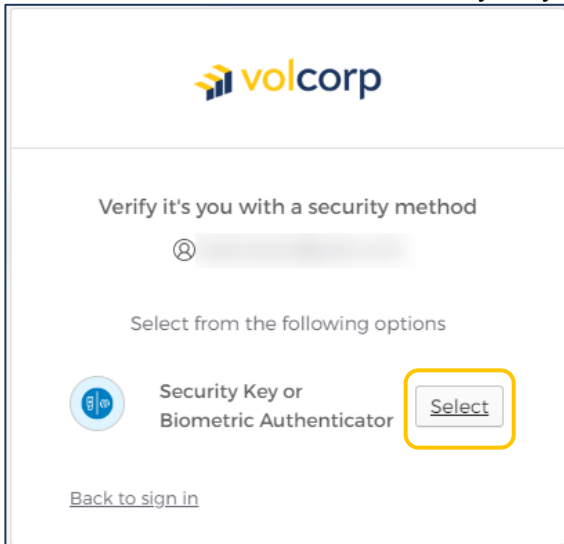 volcorp
Verify it's you with a security method
Select from the following options
Security Key or
Biometric Authenticator
Select
Back to sign in